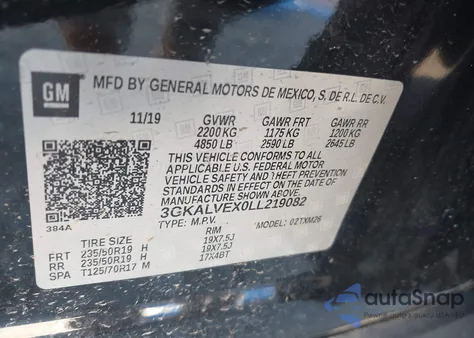 GM
MFD BY GENERAL MOTORS DE MEXICO, S. DE R.L. DE C.V.
11/19 GVWR GAWR FRT GAWR RR
2200 KG 1175 KG 1200 KG
4850 LB 2590 LB 2645 LB
THIS VEHICLE CONFORMS TO ALL
APPLICABLE U.S. FEDERAL MOTOR
VEHICLE SAFETY AND THEFT PREVENTION
STANDARDS IN EFFECT ON THE DATE OF
MANUFACTURE SHOWN ABOVE.
3GKALVEX0LL219082
TYPE: M.P.V. MODEL: 02TXM26
384A
TIRE SIZE RIM
FRT 235/50R19 H 19X7.5J
RR 235/50R19 H 19X7.5J
SPA T125/70R17 M 17X4BT
autoSnap